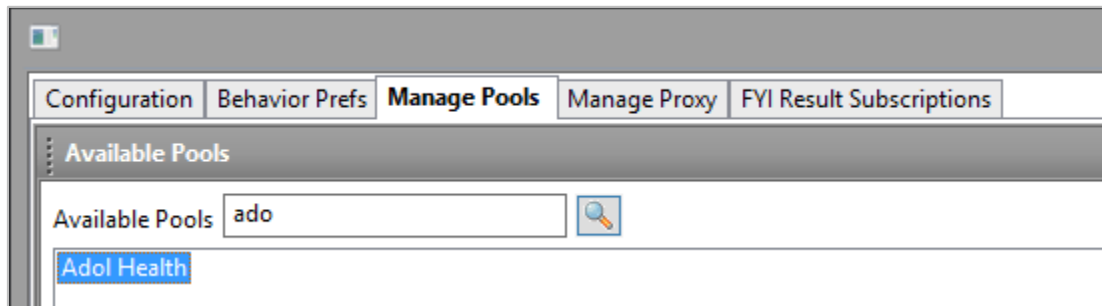 Configuration Behavior Prefs Manage Pools Manage Proxy FYI Result Subscriptions
Available Pools
Available Pools ado
Adol Health